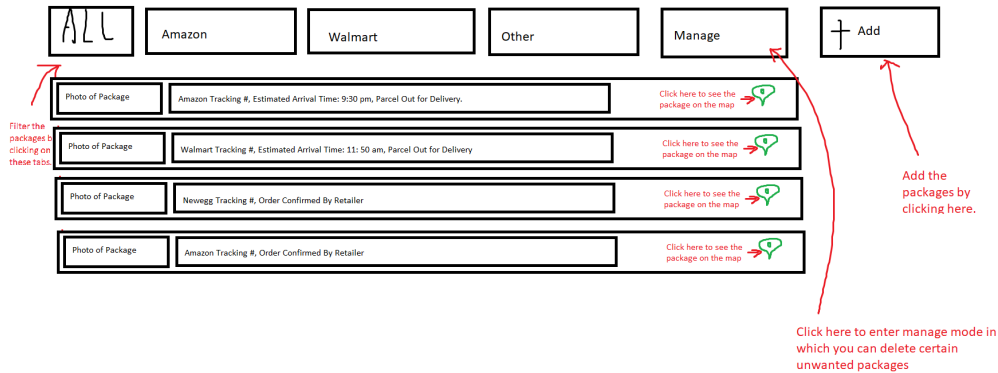 ALL
Amazon
Walmart
Other
Manage
+ Add
Photo of Package
Amazon Tracking #, Estimated Arrival Time: 9:30 pm, Parcel Out for Delivery.
Click here to see the
package on the map
Filter the
packages by
clicking on
these tabs.
Photo of Package
Walmart Tracking #, Estimated Arrival Time: 11: 50 am, Parcel Out for Delivery
Click here to see the
package on the map
Photo of Package
Newegg Tracking #, Order Confirmed By Retailer
Click here to see the
package on the map
Add the
packages by
clicking here.
Photo of Package
Amazon Tracking #, Order Confirmed By Retailer
Click here to see the
package on the map
Click here to enter manage mode in
which you can delete certain
unwanted packages